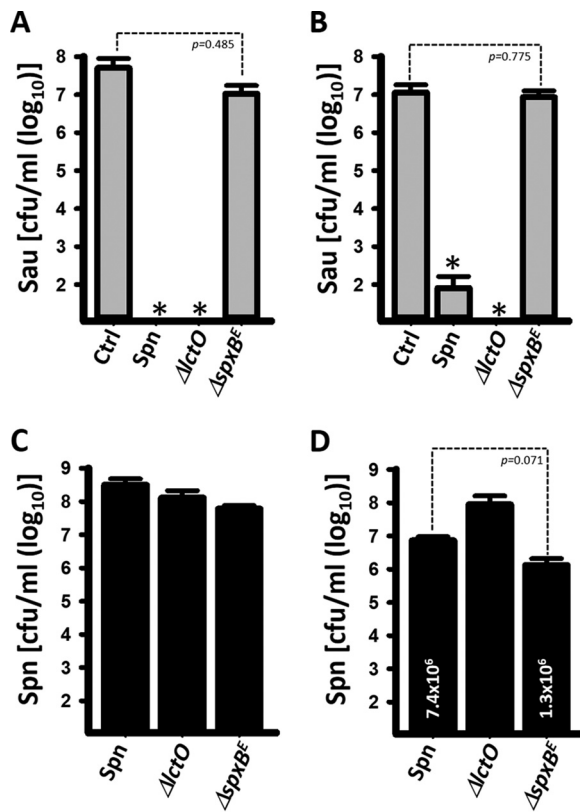 A
p=0.485
Sau [cfu/ml (log10)]
8
7
6
5
4
3
2
*
*
Ctrl
Spn
ΔlctO
ΔspxBᴱ
B
p=0.775
Sau [cfu/ml (log10)]
8
7
6
5
4
3
2
*
*
Ctrl
Spn
ΔlctO
ΔspxBᴱ
C
Spn [cfu/ml (log10)]
9
8
7
6
5
4
3
2
Spn
ΔlctO
ΔspxBᴱ
D
p=0.071
Spn [cfu/ml (log10)]
9
8
7
6
5
4
3
2
7.4x10⁶
1.3x10⁶
Spn
ΔlctO
ΔspxBᴱ